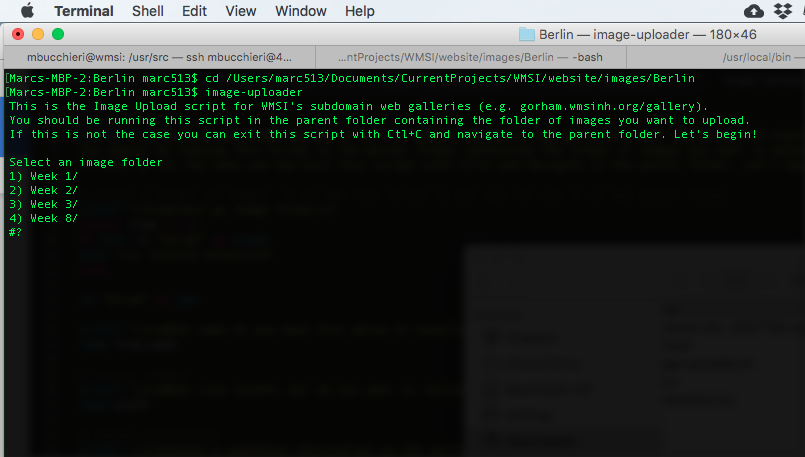 Terminal Shell Edit View Window Help
Berlin — image-uploader — 180×46
mbucchieri@wmsi: /usr/src — ssh mbucchieri@4... ...ntProjects/WMSI/website/images/Berlin — -bash /usr/local/bin —
[Marcs-MBP-2:Berlin marc513$ cd /Users/marc513/Documents/CurrentProjects/WMSI/website/images/Berlin
[Marcs-MBP-2:Berlin marc513$ image-uploader
This is the Image Upload script for WMSI's subdomain web galleries (e.g. gorham.wmsinh.org/gallery).
You should be running this script in the parent folder containing the folder of images you want to upload.
If this is not the case you can exit this script with Ctl+C and navigate to the parent folder. Let's begin!
Select an image folder
1) Week 1/
2) Week 2/
3) Week 3/
4) Week 8/
#?